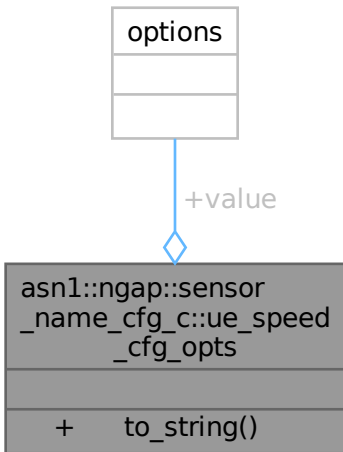 options
+value
asn1::ngap::sensor
_name_cfg_c::ue_speed
_cfg_opts
+ to_string()